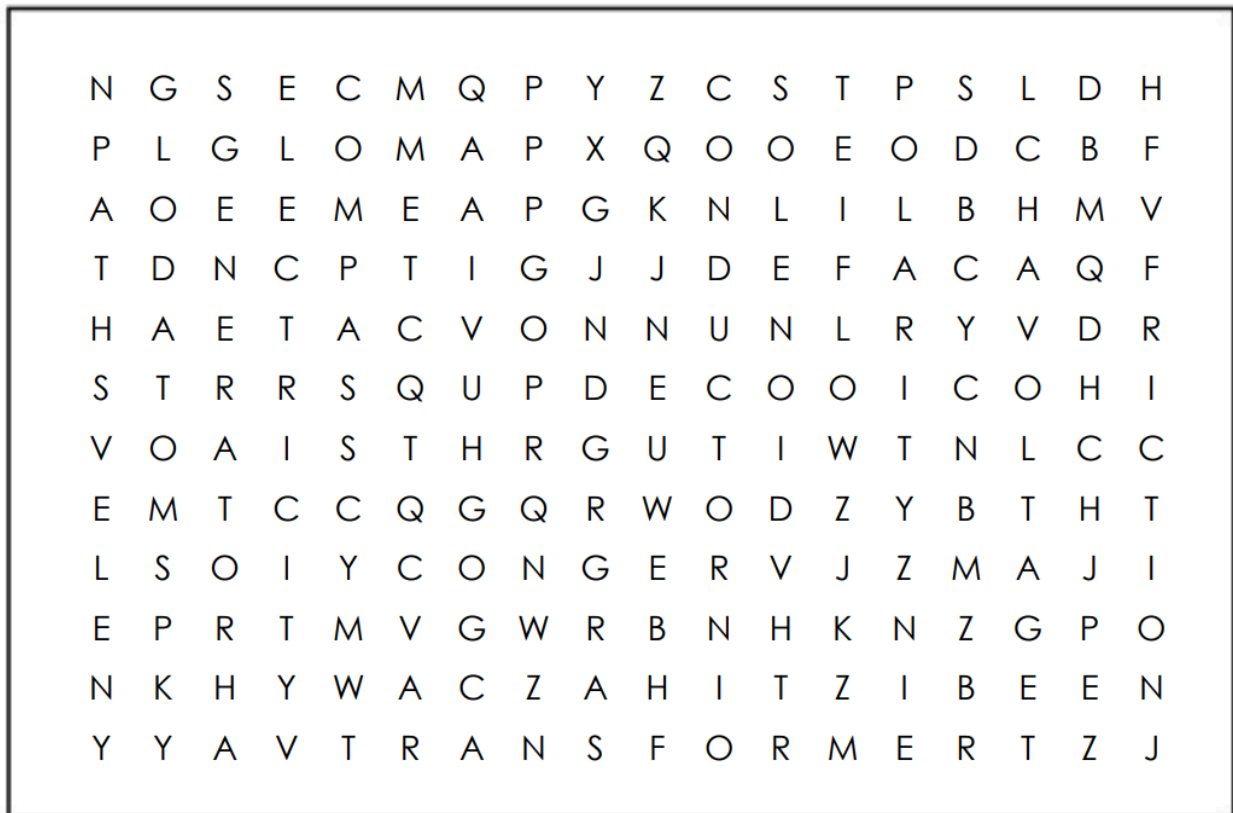 N G S E C M Q P Y Z C S T P S L D H
P L G L O M A P X Q O O E O D C B F
A O E E M E A P G K N L I L B H M V
T D N C P T I G J J D E F A C A Q F
H A E T A C V O N N U N L R Y V D R
S T R R S Q U P D E C O O I C O H I
V O A I S T H R G U T I W T N L C C
E M T C C Q G Q R W O D Z Y B T H T
L S O I Y C O N G E R V J Z M A J I
E P R T M V G W R B N H K N Z G P O
N K H Y W A C Z A H I T Z I B E E N
Y Y A V T R A N S F O R M E R T Z J